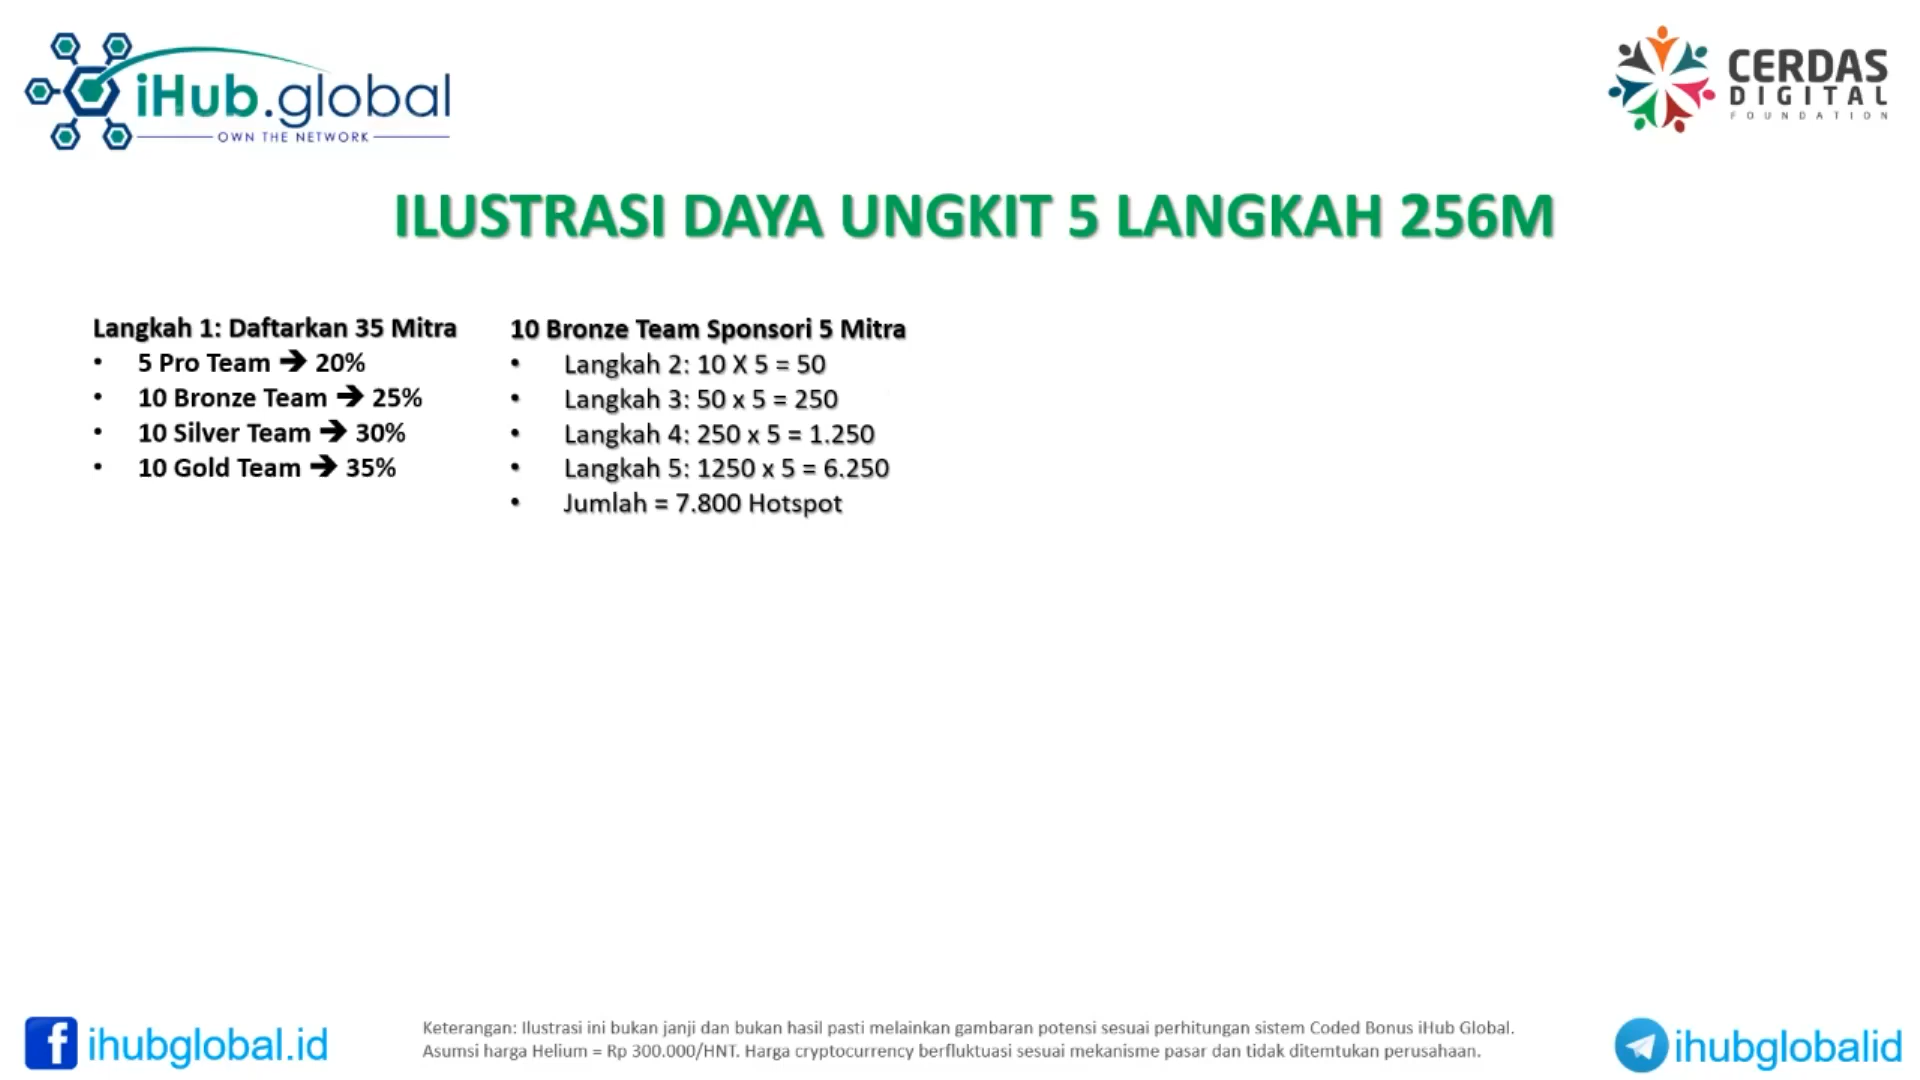 iHub.global
OWN THE NETWORK
CERDAS
DIGITAL
FOUNDATION
ILUSTRASI DAYA UNGKIT 5 LANGKAH 256M
Langkah 1: Daftarkan 35 Mitra
• 5 Pro Team ➔ 20%
• 10 Bronze Team ➔ 25%
• 10 Silver Team ➔ 30%
• 10 Gold Team ➔ 35%
10 Bronze Team Sponsori 5 Mitra
• Langkah 2: 10 X 5 = 50
• Langkah 3: 50 x 5 = 250
• Langkah 4: 250 x 5 = 1.250
• Langkah 5: 1250 x 5 = 6.250
• Jumlah = 7.800 Hotspot
f ihubglobal.id
Keterangan: Ilustrasi ini bukan janji dan bukan hasil pasti melainkan gambaran potensi sesuai perhitungan sistem Coded Bonus iHub Global.
Asumsi harga Helium = Rp 300.000/HNT. Harga cryptocurrency berfluktuasi sesuai mekanisme pasar dan tidak ditemtukan perusahaan.
ihubglobalid